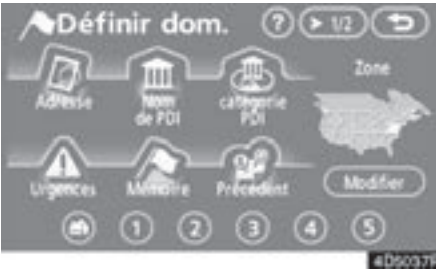 Définir dom. ? 1/2
Zone
Adresse Nom de PDI catégorie PDI
Urgences Mémoire Précédent Modifier
1 2 3 4 5
4D5037F